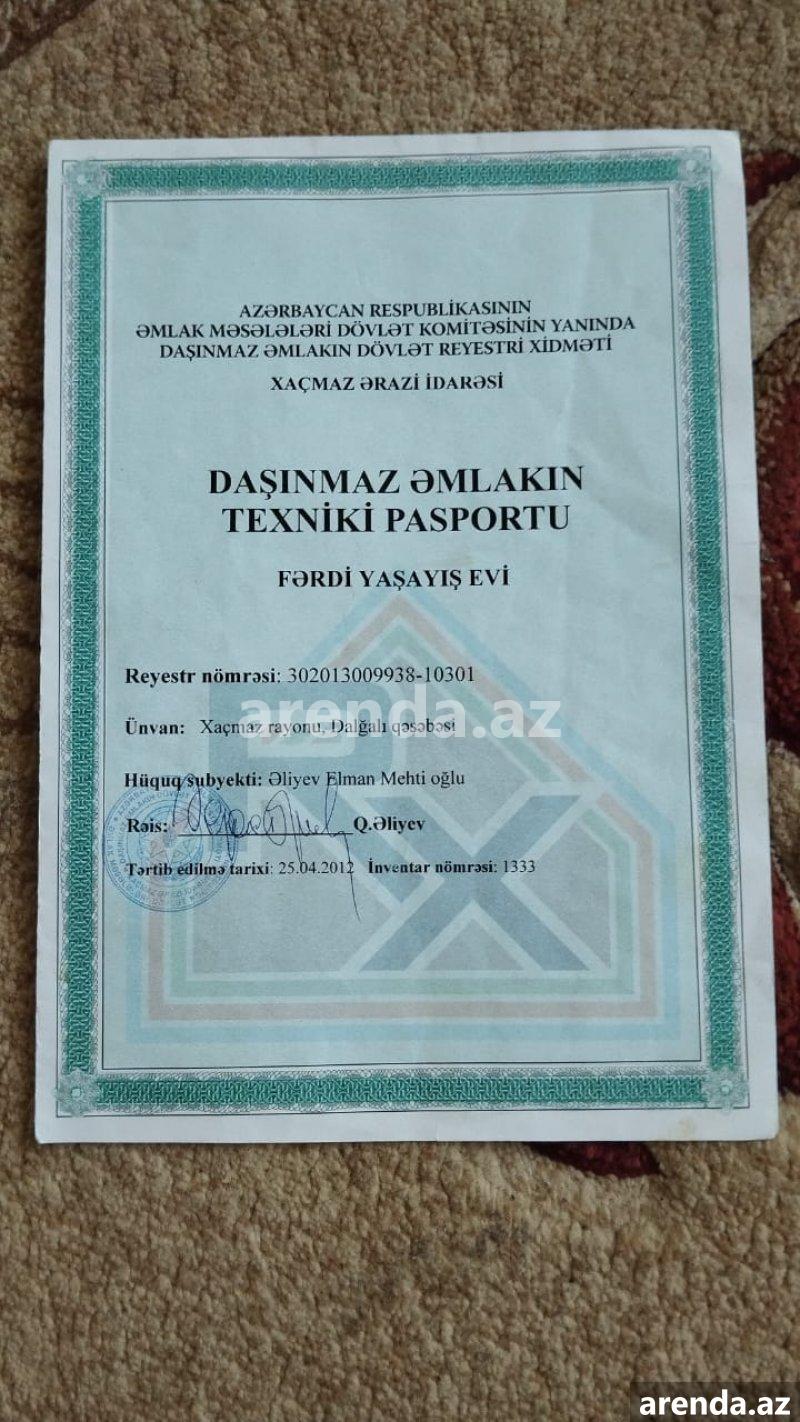 AZƏRBAYCAN RESPUBLİKASININ
ƏMLAK MƏSƏLƏLƏRİ DÖVLƏT KOMİTƏSİNİN YANINDA
DAŞINMAZ ƏMLAKIN DÖVLƏT REYESTRİ XİDMƏTİ
XAÇMAZ ƏRAZİ İDARƏSİ
DAŞINMAZ ƏMLAKIN
TEXNİKİ PASPORTU
FƏRDİ YAŞAYIŞ EVİ
Reyestr nömrəsi: 302013009938-10301
arenda.az
Ünvan: Xaçmaz rayonu, Dalğalı qəsəbəsi
Hüquq subyekti: Əliyev Elman Mehti oğlu
Rəis: Q.Əliyev
Tərtib edilmə tarixi: 25.04.2012 İnventar nömrəsi: 1333
arenda.az